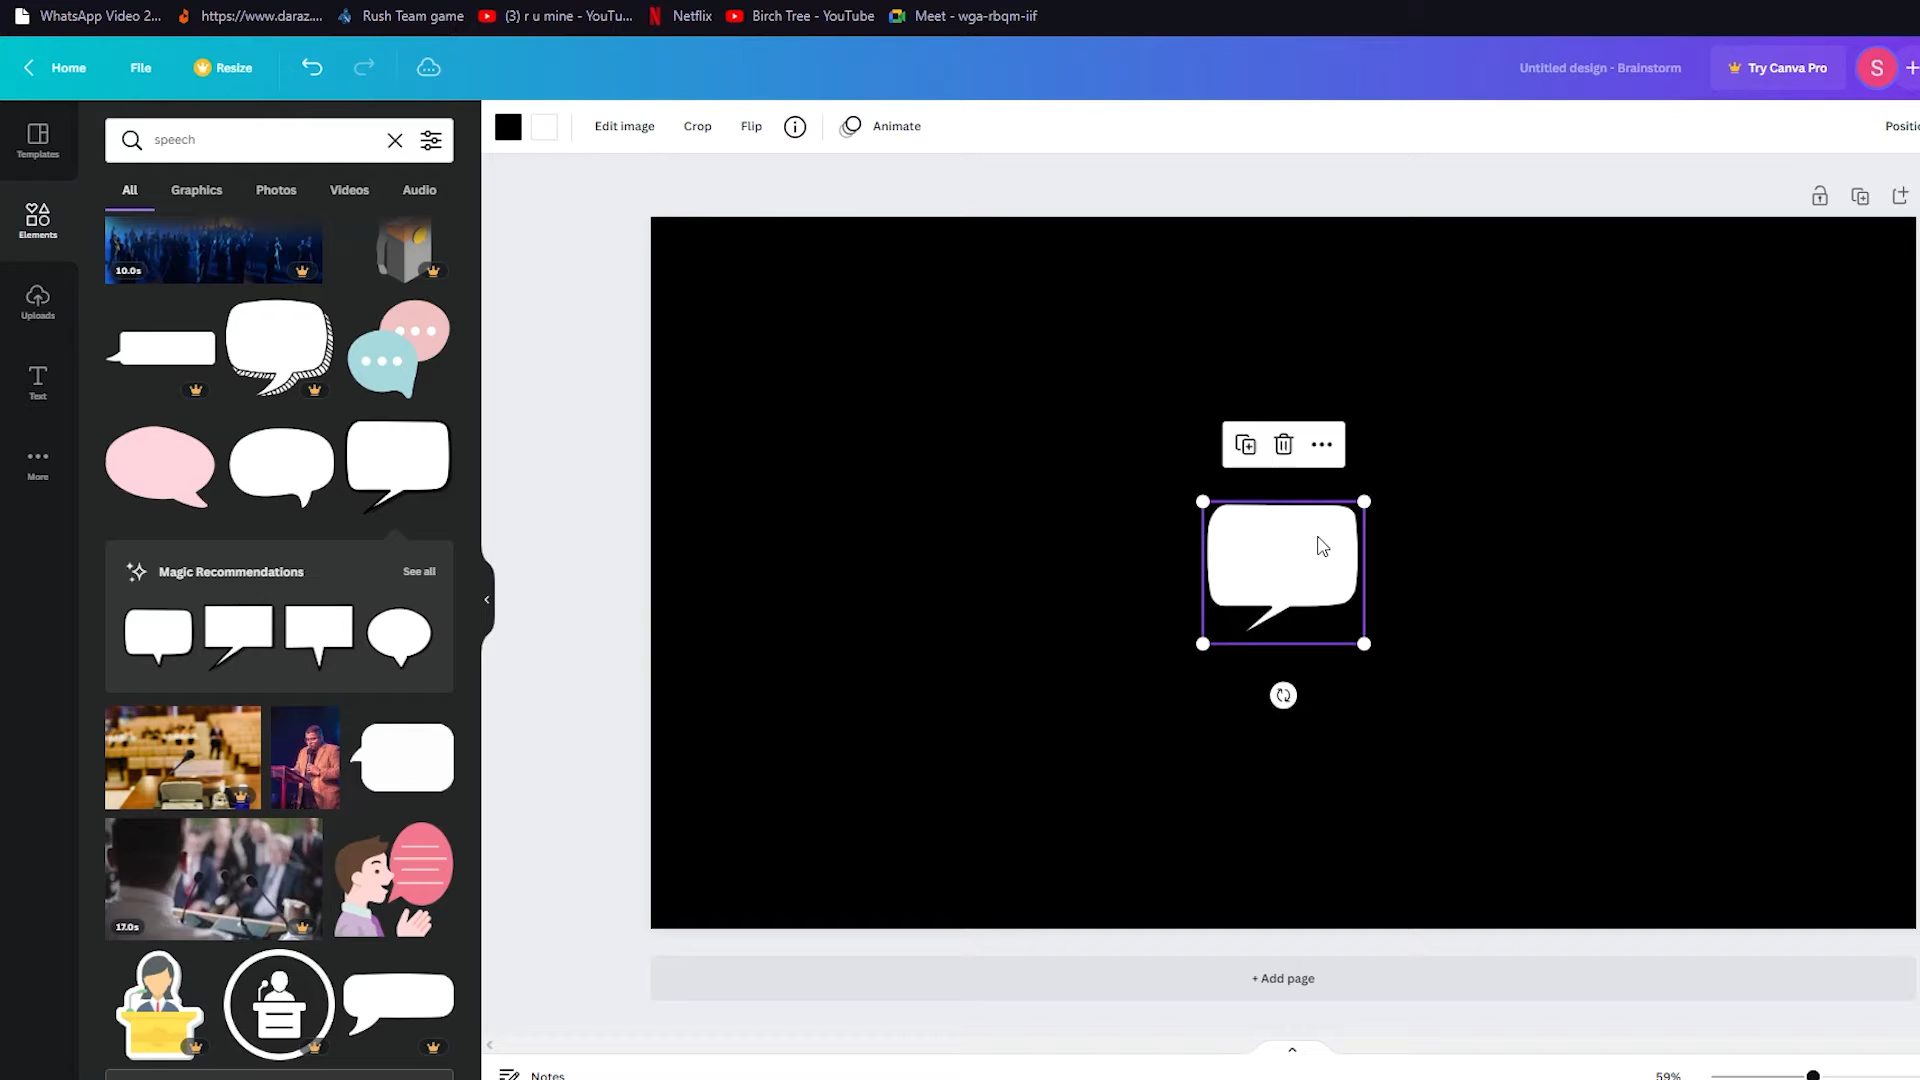 WhatsApp Video 2...
https://www.daraz....
Rush Team game
(3) r u mine - YouTu...
Netflix
Birch Tree - YouTube
Meet - wga-rbqm-iif
Home
File
Resize
Untitled design - Brainstorm
Try Canva Pro
S
Templates
Elements
Uploads
Text
More
speech
All
Graphics
Photos
Videos
Audio
10.0s
Magic Recommendations
See all
17.0s
Edit image
Crop
Flip
Animate
Positio
+ Add page
Notes
59%